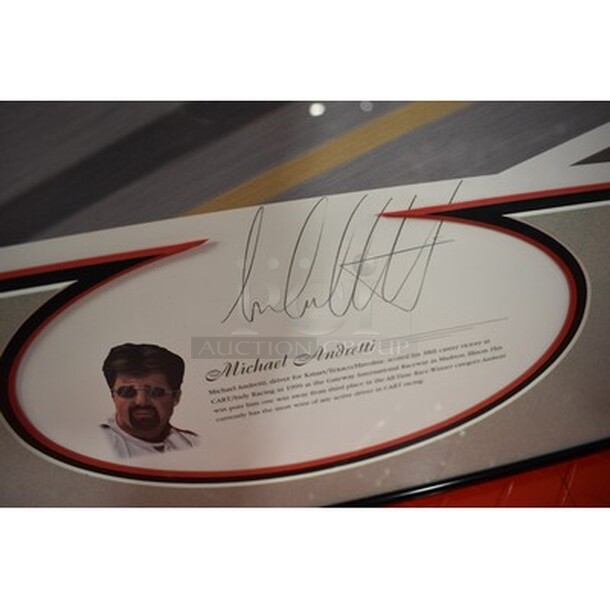 PCI
AUCTION GROUP
Michael Andretti
Michael Andretti, driver for Kmart/Texaco/Havoline, scored his 38th career victory in
CART/Indy Racing in 1999 at the Gateway International Raceway in Madison, Illinois. This
win puts him one win away from third place in the All-Time Race Winner category. Andretti
currently has the most wins of any active driver in CART racing.